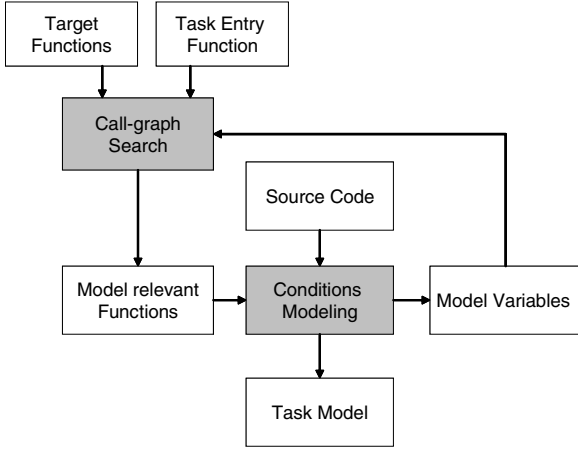 Target
Functions
Task Entry
Function
Call-graph
Search
Source Code
Model relevant
Functions
Conditions
Modeling
Model Variables
Task Model